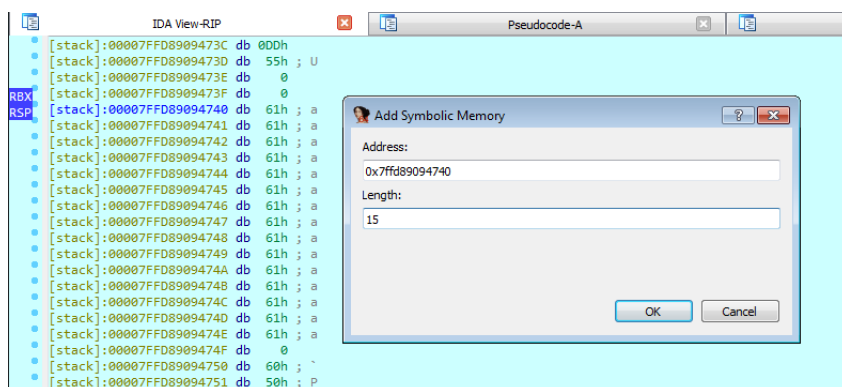 IDA View-RIP
Pseudocode-A
[stack]:00007FFD8909473C db 0DDh
[stack]:00007FFD8909473D db 55h ; U
[stack]:00007FFD8909473E db 0
[stack]:00007FFD8909473F db 0
RBX
RSP
[stack]:00007FFD89094740 db 61h ; a
[stack]:00007FFD89094741 db 61h ; a
[stack]:00007FFD89094742 db 61h ; a
[stack]:00007FFD89094743 db 61h ; a
[stack]:00007FFD89094744 db 61h ; a
[stack]:00007FFD89094745 db 61h ; a
[stack]:00007FFD89094746 db 61h ; a
[stack]:00007FFD89094747 db 61h ; a
[stack]:00007FFD89094748 db 61h ; a
[stack]:00007FFD89094749 db 61h ; a
[stack]:00007FFD8909474A db 61h ; a
[stack]:00007FFD8909474B db 61h ; a
[stack]:00007FFD8909474C db 61h ; a
[stack]:00007FFD8909474D db 61h ; a
[stack]:00007FFD8909474E db 61h ; a
[stack]:00007FFD8909474F db 0
[stack]:00007FFD89094750 db 60h ; `
[stack]:00007FFD89094751 db 50h ; P
Add Symbolic Memory
Address:
0x7ffd89094740
Length:
15
OK
Cancel